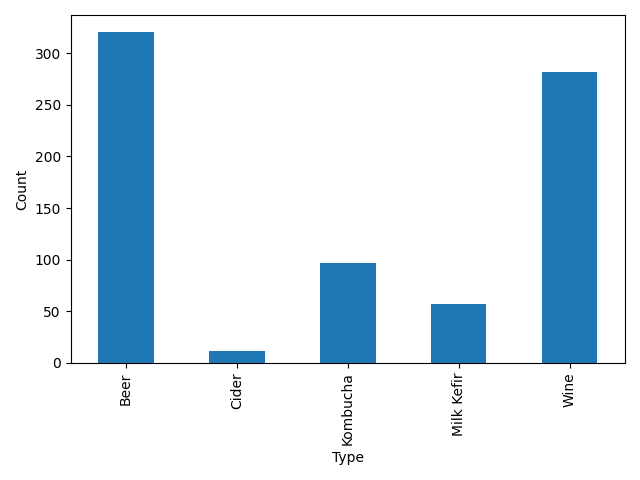 300
250
200
150
100
50
0
Count
Beer
Cider
Kombucha
Milk Kefir
Wine
Type